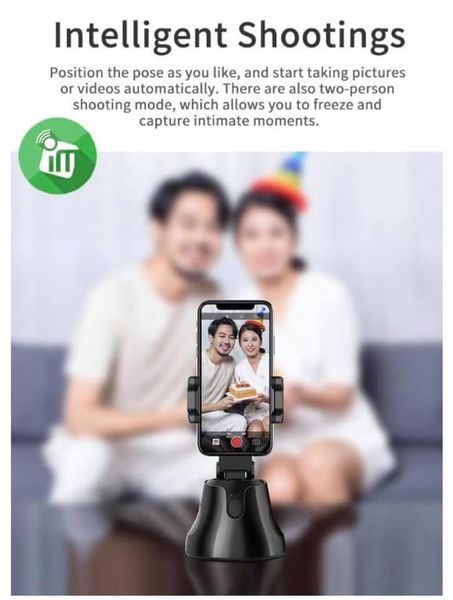 Intelligent Shootings
Position the pose as you like, and start taking pictures
or videos automatically. There are also two-person
shooting mode, which allows you to freeze and
capture intimate moments.